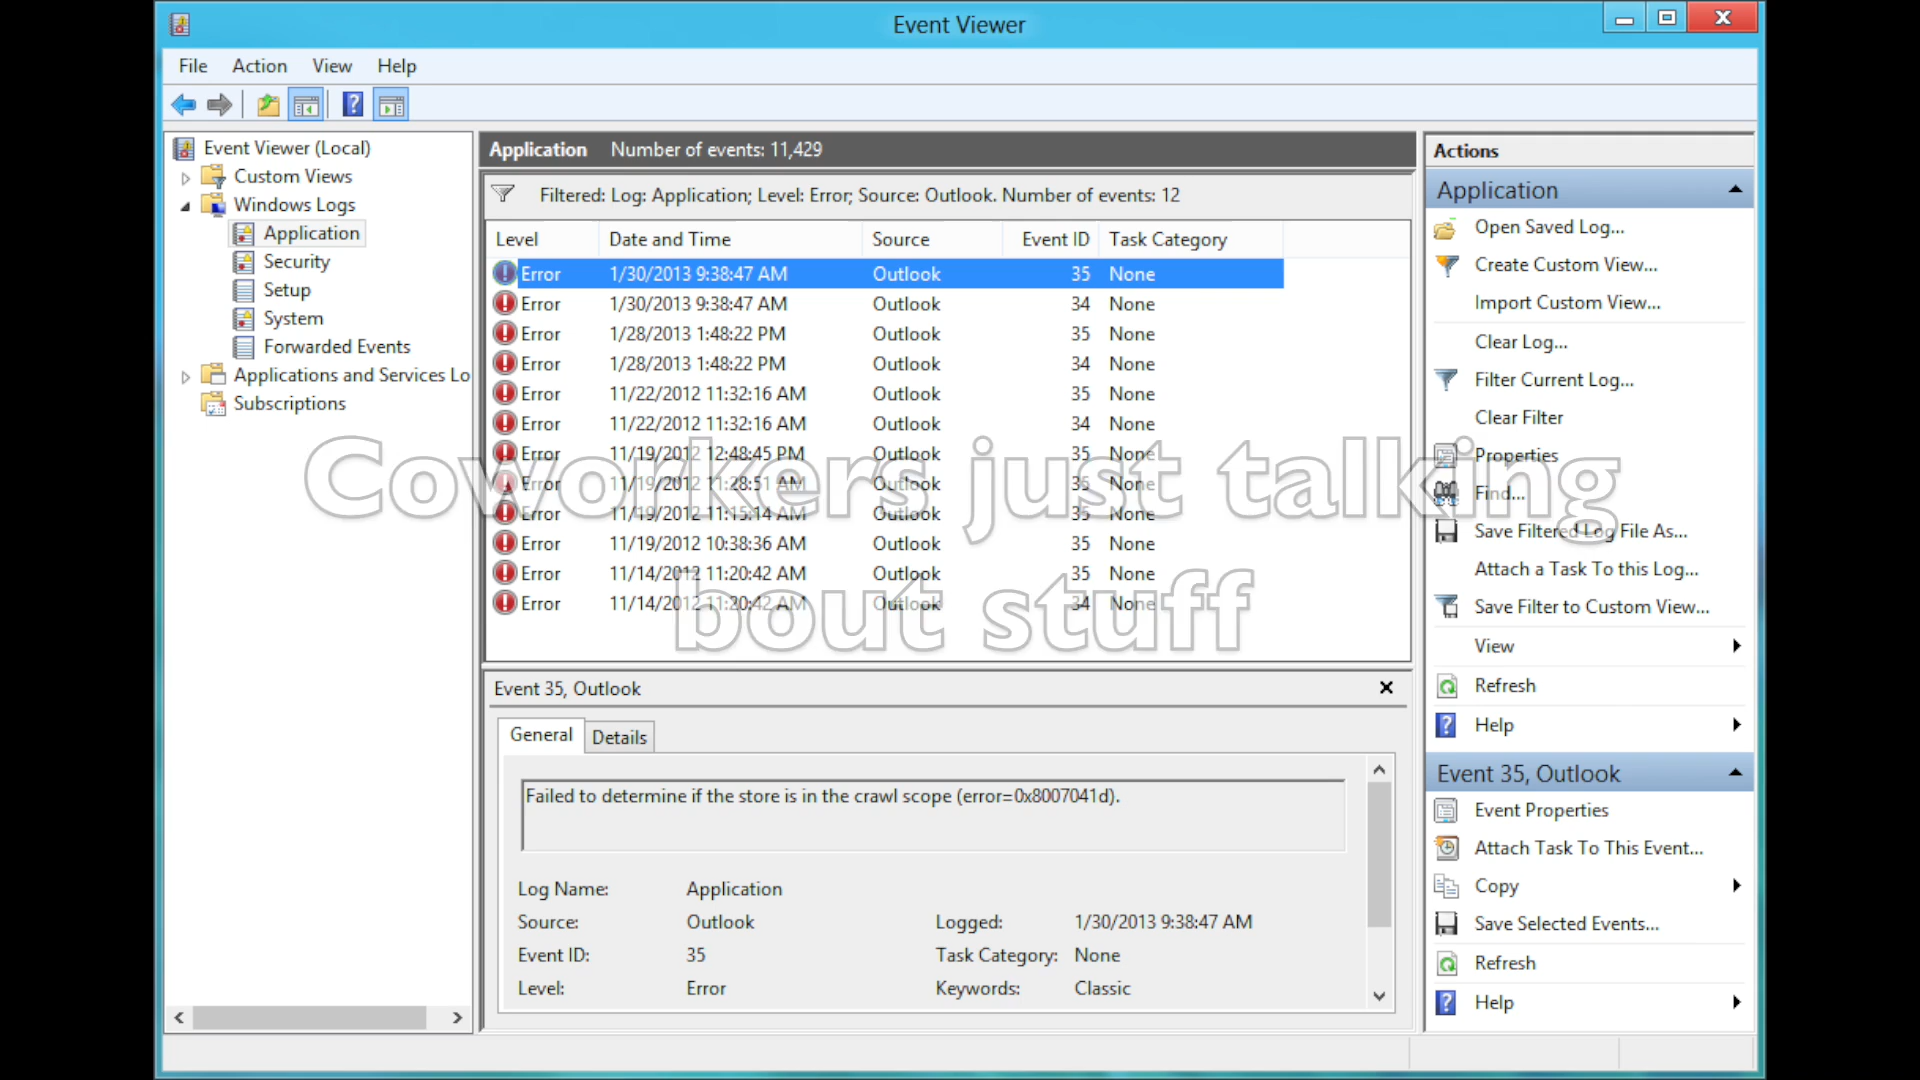 Event Viewer
File Action View Help
Event Viewer (Local)
Custom Views
Windows Logs
Application
Security
Setup
System
Forwarded Events
Applications and Services Lo
Subscriptions
Application Number of events: 11,429
Filtered: Log: Application; Level: Error; Source: Outlook. Number of events: 12
Level Date and Time Source Event ID Task Category
Error 1/30/2013 9:38:47 AM Outlook 35 None
Error 1/30/2013 9:38:47 AM Outlook 34 None
Error 1/28/2013 1:48:22 PM Outlook 35 None
Error 1/28/2013 1:48:22 PM Outlook 34 None
Error 11/22/2012 11:32:16 AM Outlook 35 None
Error 11/22/2012 11:32:16 AM Outlook 34 None
Error 11/19/2012 12:48:45 PM Outlook 35 None
Error 11/19/2012 11:28:51 AM Outlook 35 None
Error 11/19/2012 11:15:14 AM Outlook 35 None
Error 11/19/2012 10:38:36 AM Outlook 35 None
Error 11/14/2012 11:20:42 AM Outlook 35 None
Error 11/14/2012 11:20:42 AM Outlook 34 None
Coworkers just talking
bout stuff
Event 35, Outlook
General Details
Failed to determine if the store is in the crawl scope (error=0x8007041d).
Log Name: Application
Source: Outlook Logged: 1/30/2013 9:38:47 AM
Event ID: 35 Task Category: None
Level: Error Keywords: Classic
Actions
Application
Open Saved Log...
Create Custom View...
Import Custom View...
Clear Log...
Filter Current Log...
Clear Filter
Properties
Find...
Save Filtered Log File As...
Attach a Task To this Log...
Save Filter to Custom View...
View
Refresh
Help
Event 35, Outlook
Event Properties
Attach Task To This Event...
Copy
Save Selected Events...
Refresh
Help